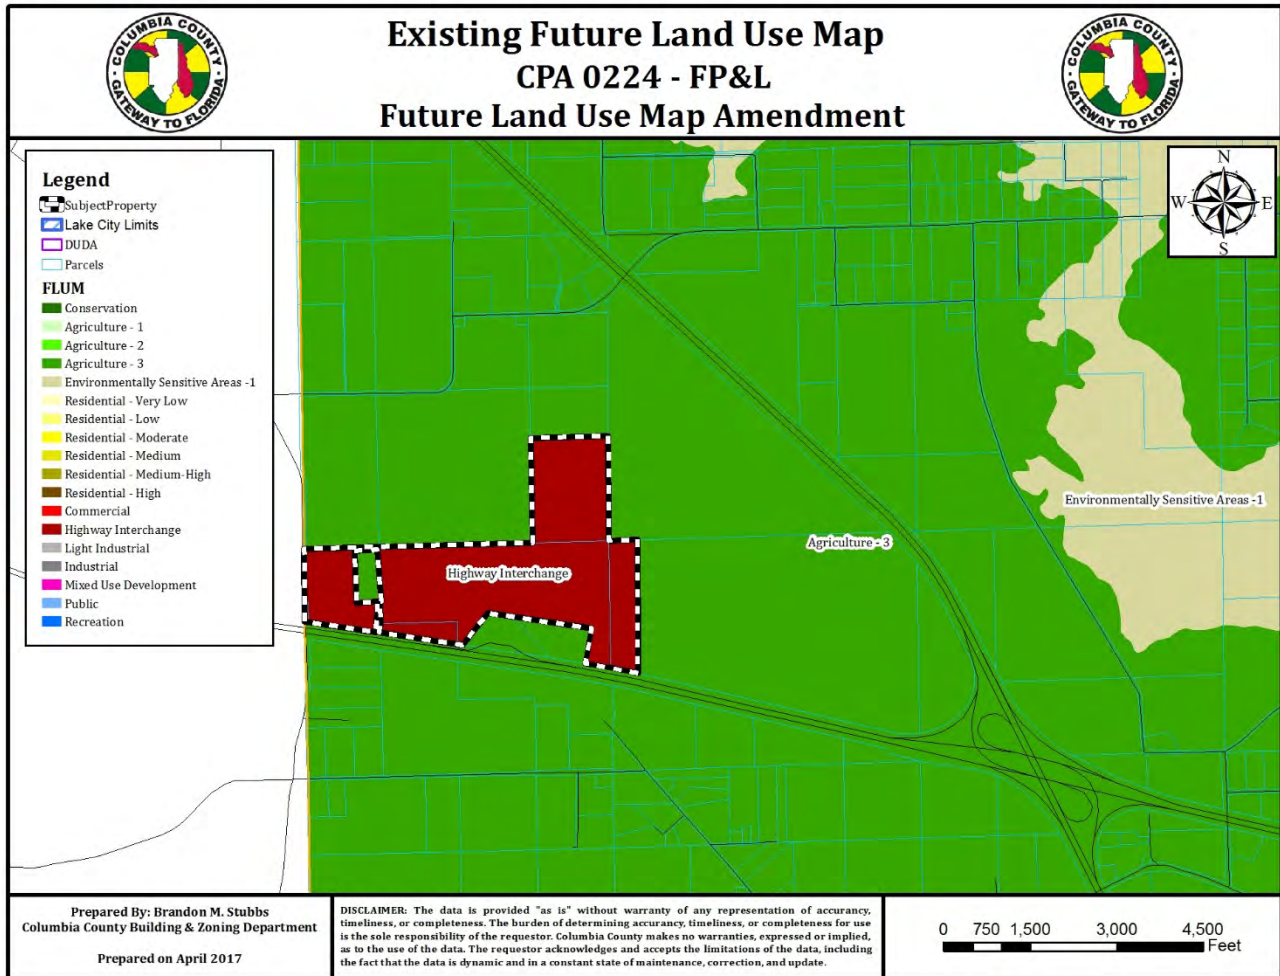 COLUMBIA COUNTY
GATEWAY TO FLORIDA
Existing Future Land Use Map
CPA 0224 - FP&L
Future Land Use Map Amendment
COLUMBIA COUNTY
GATEWAY TO FLORIDA
Legend
SubjectProperty
Lake City Limits
DUDA
Parcels
FLUM
Conservation
Agriculture - 1
Agriculture - 2
Agriculture - 3
Environmentally Sensitive Areas -1
Residential - Very Low
Residential - Low
Residential - Moderate
Residential - Medium
Residential - Medium-High
Residential - High
Commercial
Highway Interchange
Light Industrial
Industrial
Mixed Use Development
Public
Recreation
N
W E
S
Environmentally Sensitive Areas -1
Agriculture - 3
Highway Interchange
Prepared By: Brandon M. Stubbs
Columbia County Building & Zoning Department
Prepared on April 2017
DISCLAIMER: The data is provided "as is" without warranty of any representation of accurancy,
timeliness, or completeness. The burden of determining accurancy, timeliness, or completeness for use
is the sole responsibility of the requestor. Columbia County makes no warranties, expressed or implied,
as to the use of the data. The requestor acknowledges and accepts the limitations of the data, including
the fact that the data is dynamic and in a constant state of maintenance, correction, and update.
0 750 1,500 3,000 4,500
Feet